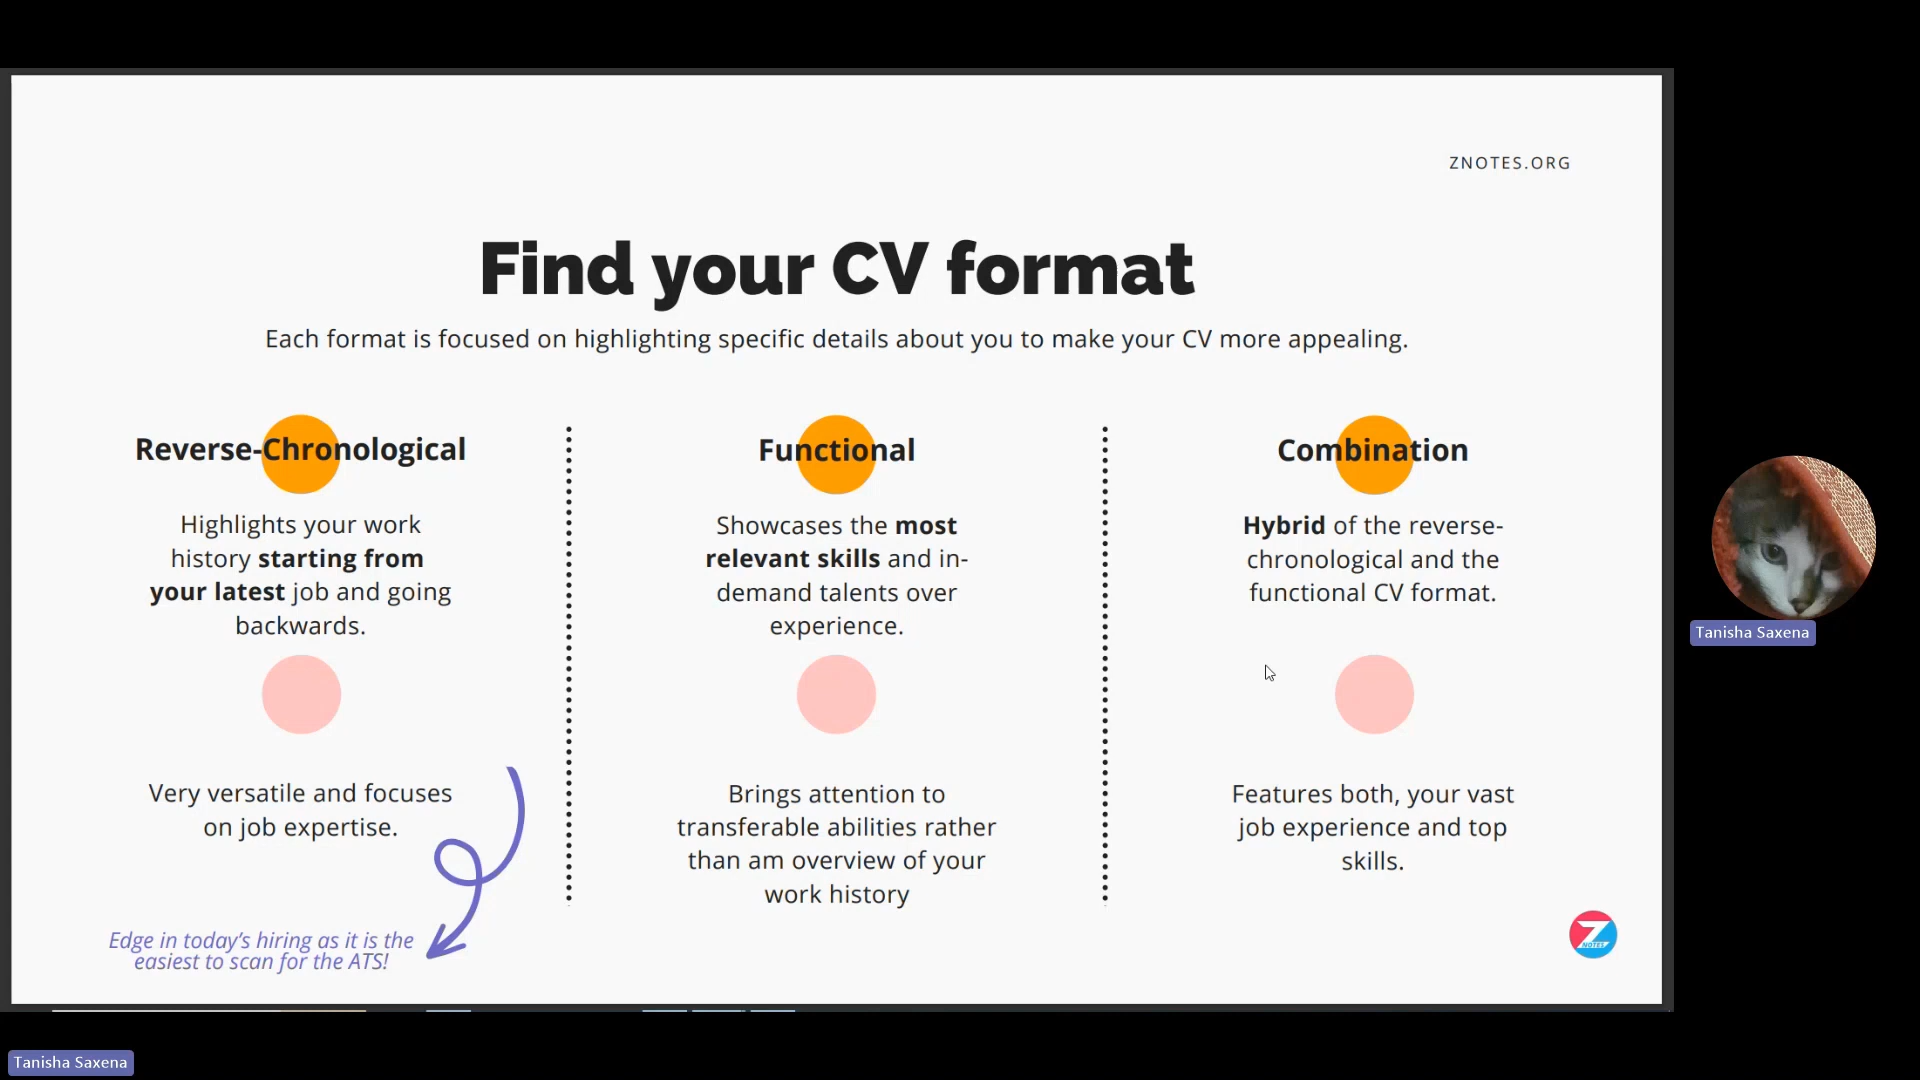 ZNOTES.ORG
Find your CV format
Each format is focused on highlighting specific details about you to make your CV more appealing.
Reverse-Chronological
Highlights your work
history starting from
your latest job and going
backwards.
Very versatile and focuses
on job expertise.
Edge in today's hiring as it is the
easiest to scan for the ATS!
Functional
Showcases the most
relevant skills and in-
demand talents over
experience.
Brings attention to
transferable abilities rather
than am overview of your
work history
Combination
Hybrid of the reverse-
chronological and the
functional CV format.
Features both, your vast
job experience and top
skills.
Z
NOTES
Tanisha Saxena
Tanisha Saxena